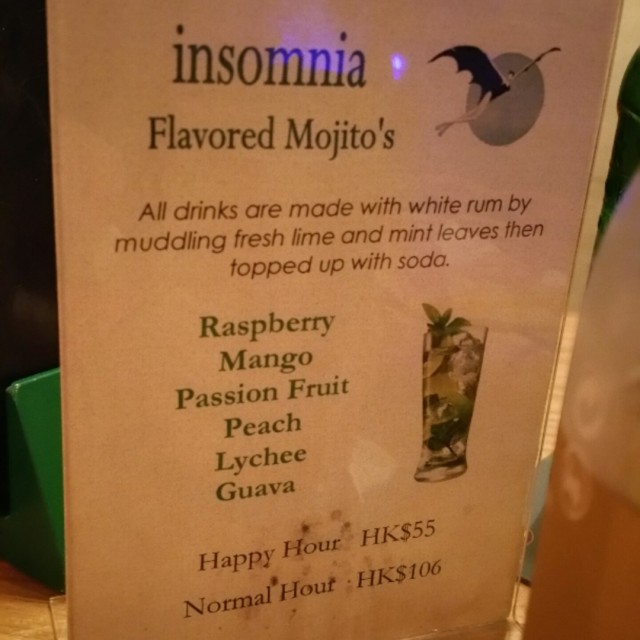 insomnia
Flavored Mojito's
All drinks are made with white rum by
muddling fresh lime and mint leaves then
topped up with soda.
Raspberry
Mango
Passion Fruit
Peach
Lychee
Guava
Happy Hour HK$55
Normal Hour HK$106